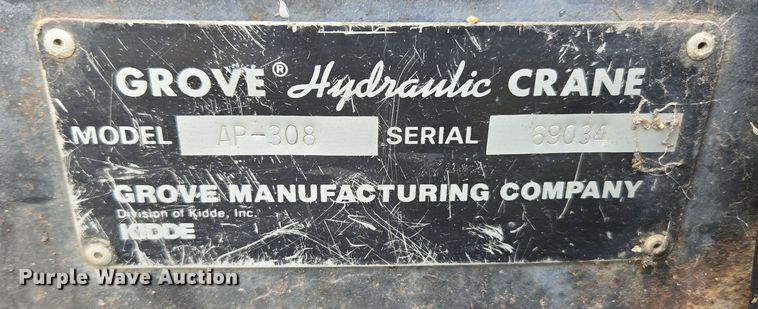 GROVE® Hydraulic CRANE
MODEL AP-308 SERIAL 69034
GROVE MANUFACTURING COMPANY
Division of Kidde, Inc.
KIDDE
Purple Wave Auction